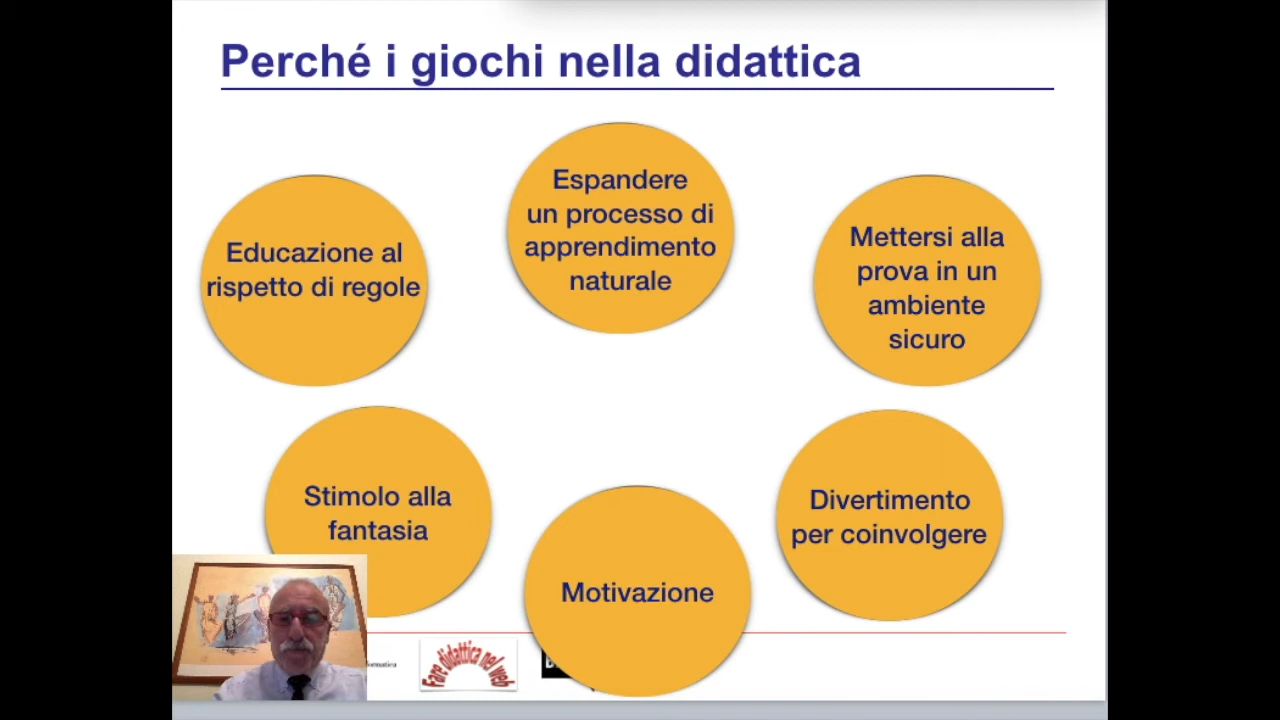 Perché i giochi nella didattica
Espandere
un processo di
apprendimento
naturale
Educazione al
rispetto di regole
Mettersi alla
prova in un
ambiente
sicuro
Stimolo alla
fantasia
Divertimento
per coinvolgere
Motivazione
Fare didattica nel web